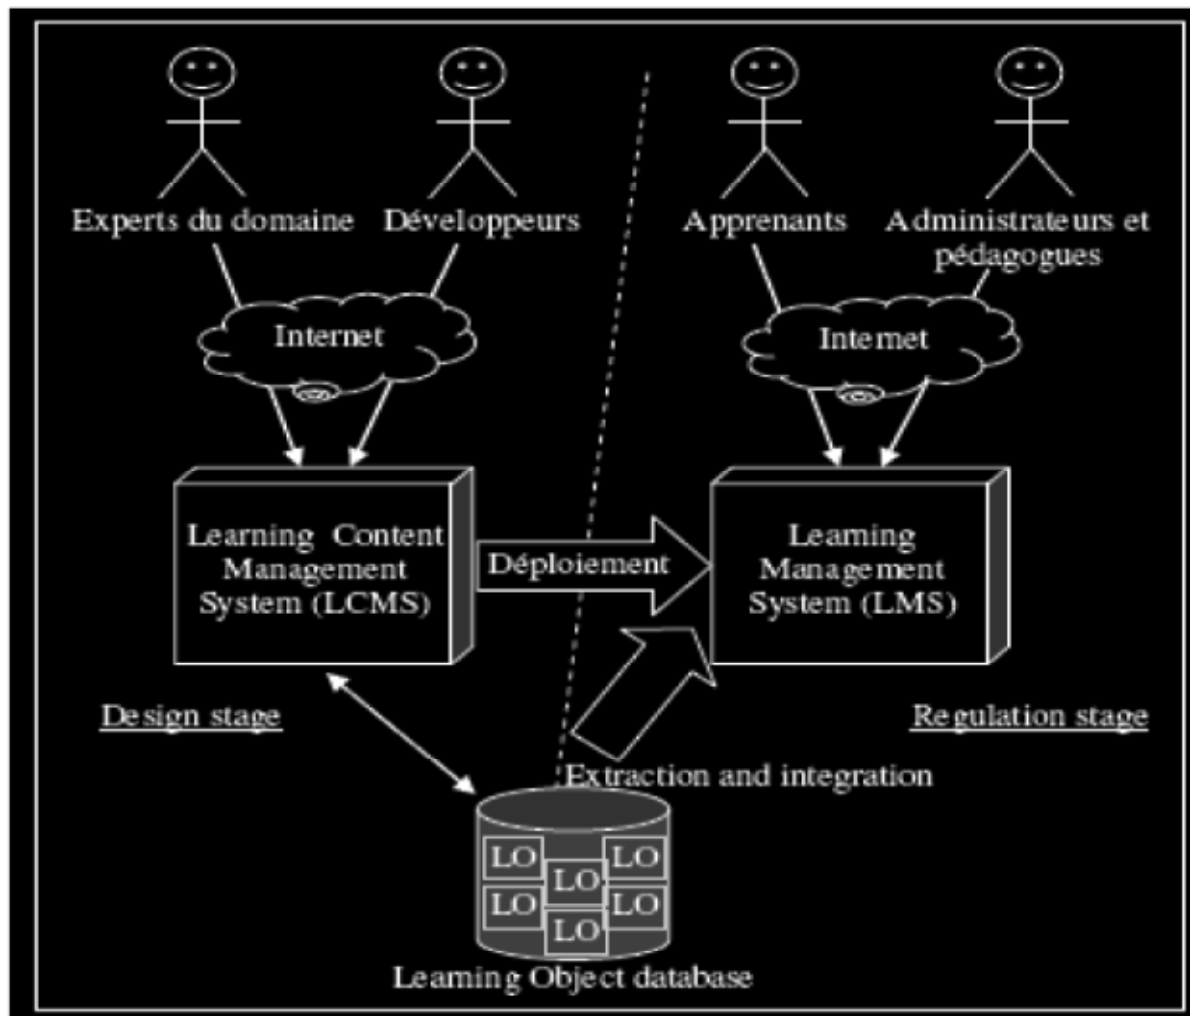 Experts du domaine
Développeurs
Apprenants
Administrateurs et
pédagogues
Internet
Internet
Learning Content
Management
System (LCMS)
Déploiement
Learning
Management
System (LMS)
Design stage
Regulation stage
Extraction and integration
LO
LO
LO
LO
LO
LO
Learning Object database